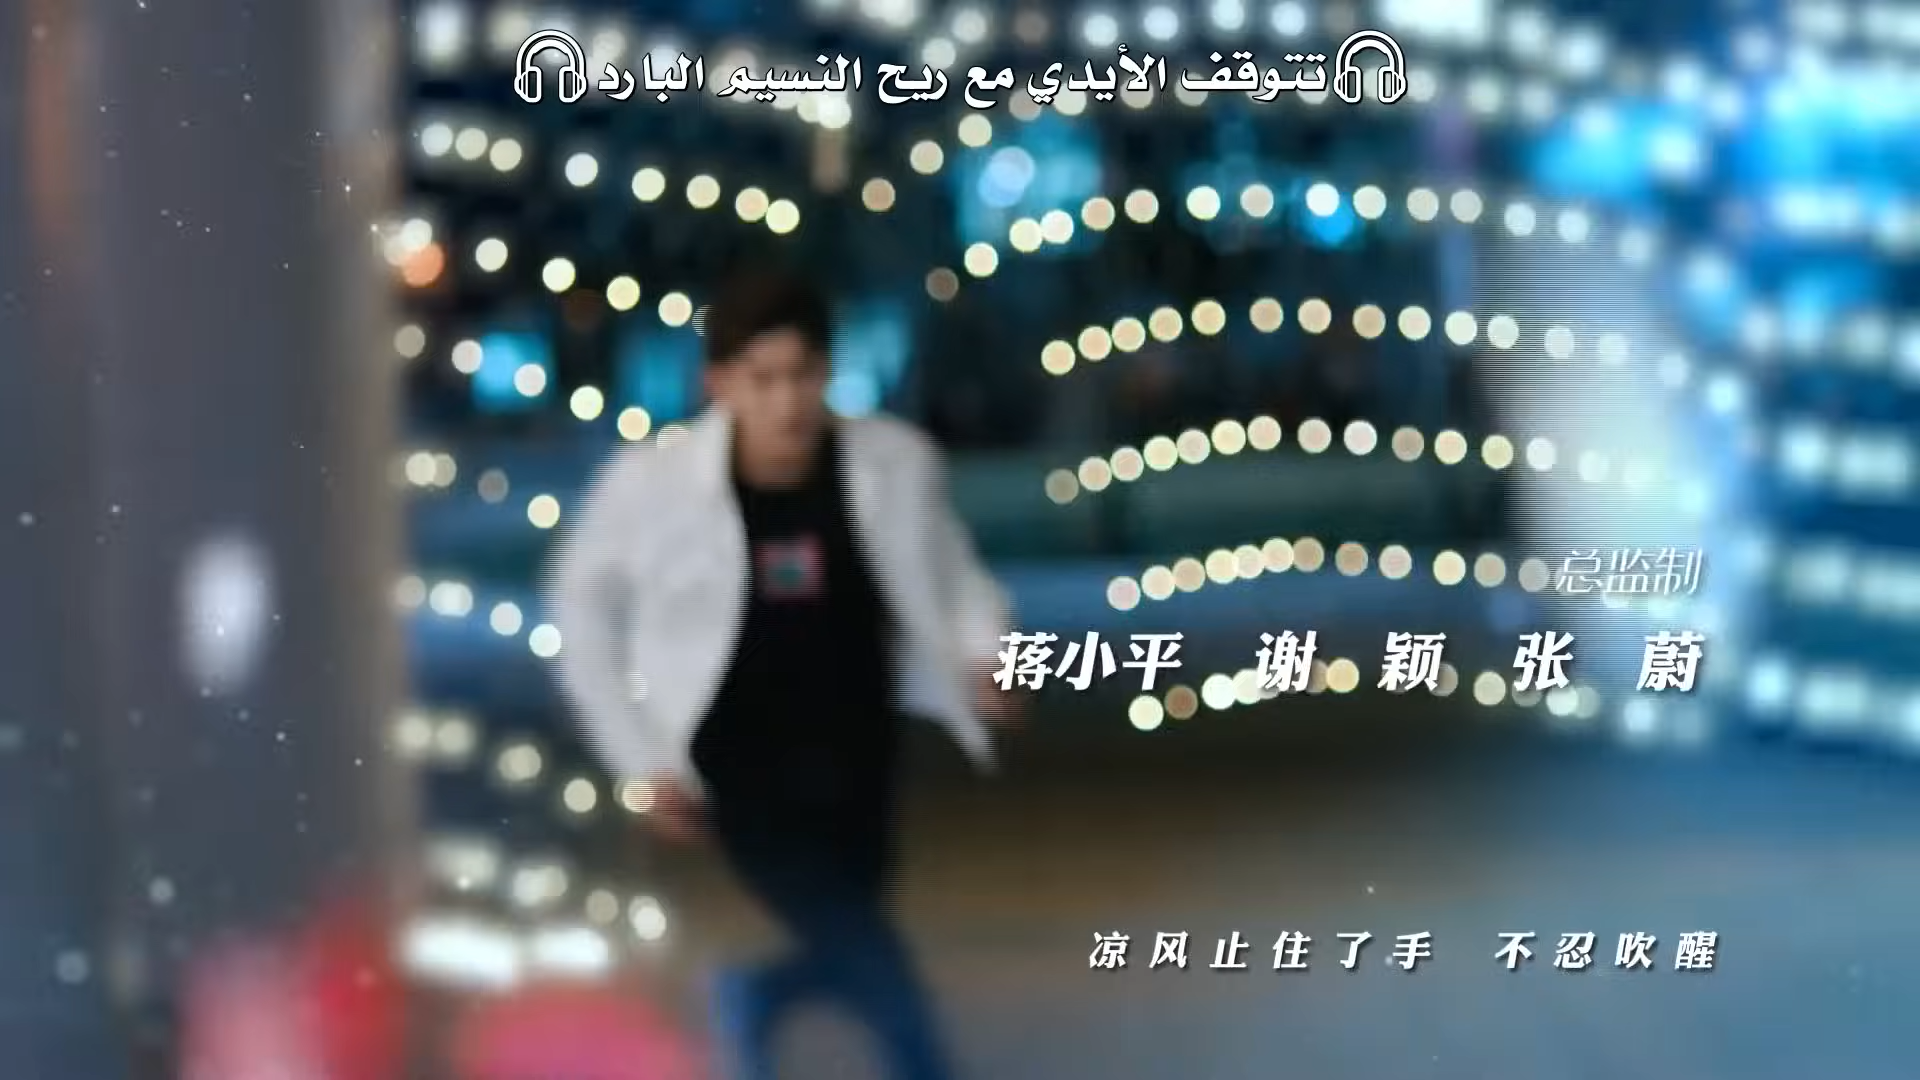 تتوقف الأيدي مع ريح النسيم البارد
总监制
蒋小平 谢颖 张蔚
凉风止住了手 不忍吹醒